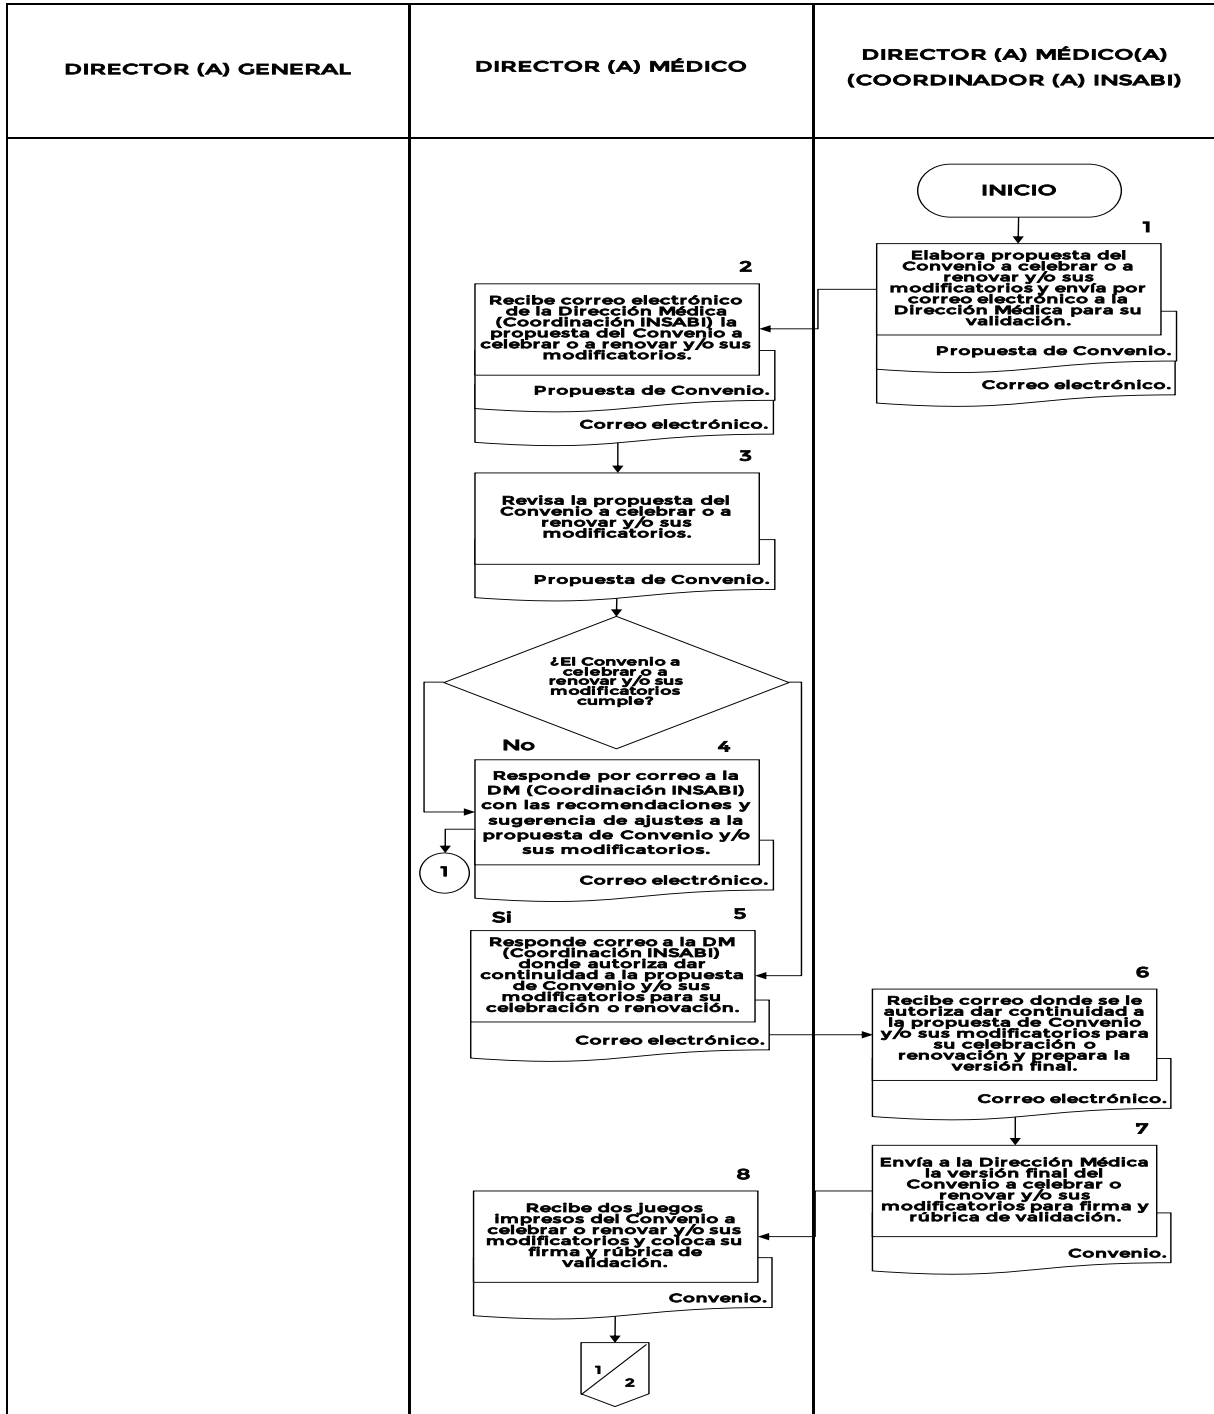 DIRECTOR (A) GENERAL
DIRECTOR (A) MÉDICO
DIRECTOR (A) MÉDICO(A)
(COORDINADOR (A) INSABI)
INICIO
1
Elabora propuesta del
Convenio a celebrar o a
renovar y/o sus
modificatorios y envía por
correo electrónico a la
Dirección Médica para su
validación.
Propuesta de Convenio.
Correo electrónico.
2
Recibe correo electrónico
de la Dirección Médica
(Coordinación INSABI) la
propuesta del Convenio a
celebrar o a renovar y/o sus
modificatorios.
Propuesta de Convenio.
Correo electrónico.
3
Revisa la propuesta del
Convenio a celebrar o a
renovar y/o sus
modificatorios.
Propuesta de Convenio.
¿El Convenio a
celebrar o a
renovar y/o sus
modificatorios
cumple?
No
4
Responde por correo a la
DM (Coordinación INSABI)
con las recomendaciones y
sugerencia de ajustes a la
propuesta de Convenio y/o
sus modificatorios.
Correo electrónico.
1
Si
5
Responde correo a la DM
(Coordinación INSABI)
donde autoriza dar
continuidad a la propuesta
de Convenio y/o sus
modificatorios para su
celebración o renovación.
Correo electrónico.
6
Recibe correo donde se le
autoriza dar continuidad a
la propuesta de Convenio
y/o sus modificatorios para
su celebración o
renovación y prepara la
versión final.
Correo electrónico.
7
Envía a la Dirección Médica
la versión final del
Convenio a celebrar o
renovar y/o sus
modificatorios para firma y
rúbrica de validación.
Convenio.
8
Recibe dos juegos
impresos del Convenio a
celebrar o renovar y/o sus
modificatorios y coloca su
firma y rúbrica de
validación.
Convenio.
1
2